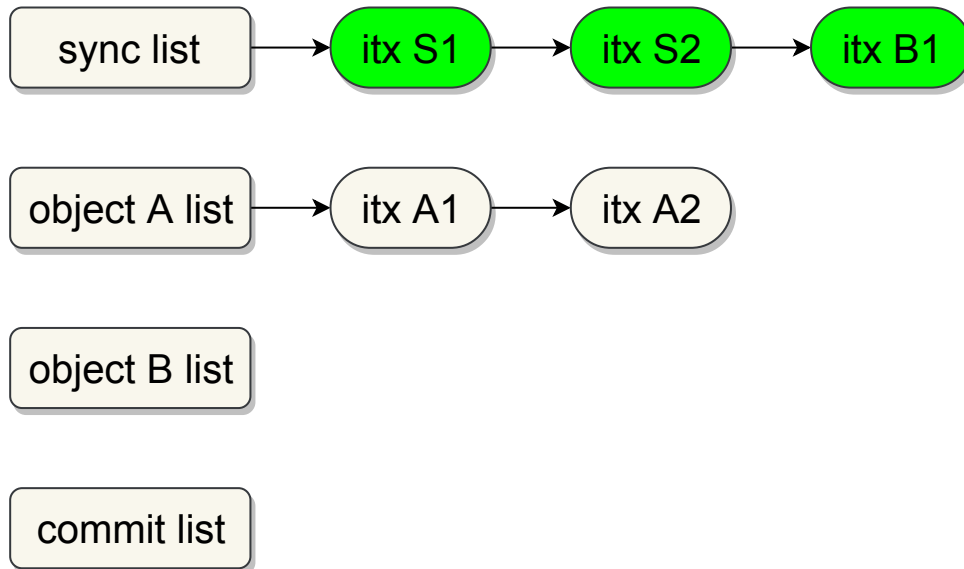 sync list
itx S1
itx S2
itx B1
object A list
itx A1
itx A2
object B list
commit list